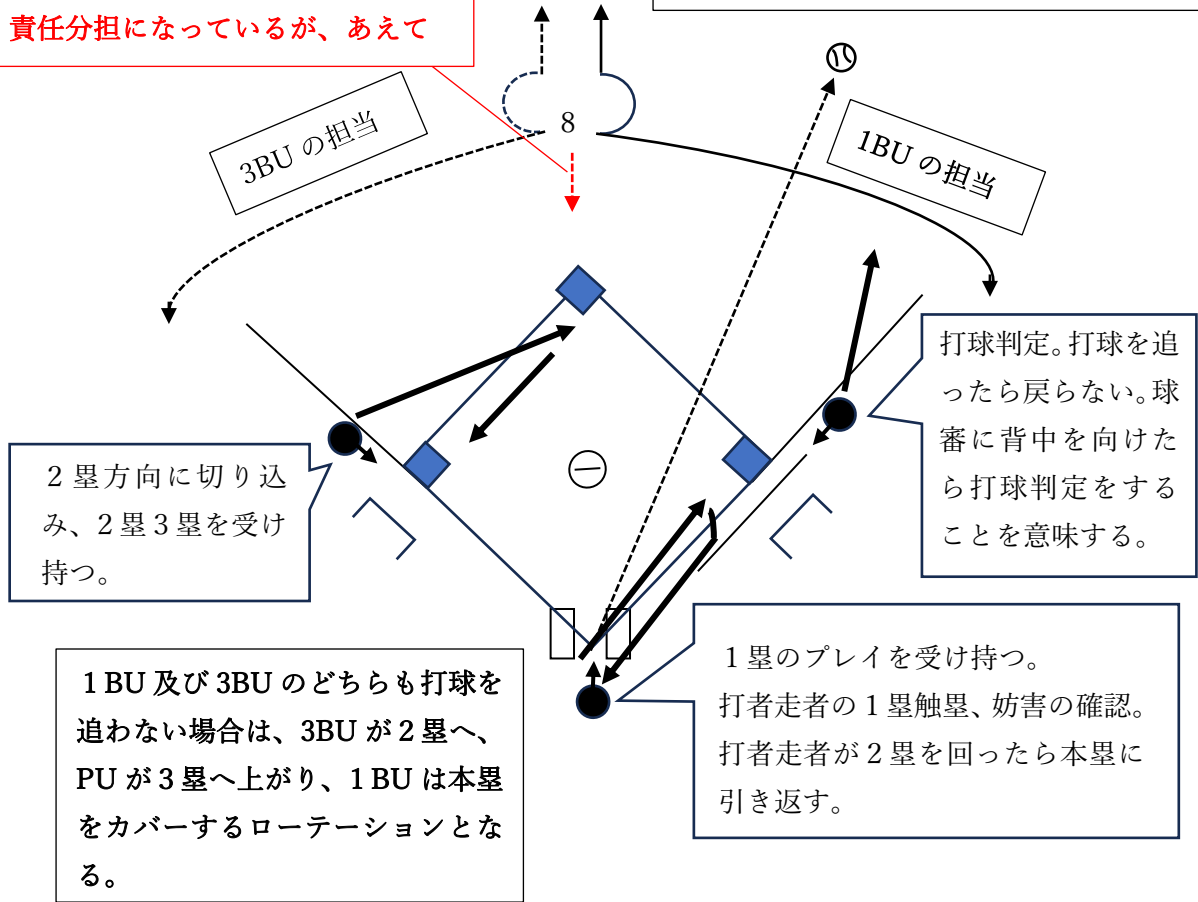 責任分担になっているが、あえて
8
3BU の担当
1BU の担当
打球判定。打球を追
ったら戻らない。球
審に背中を向けた
ら打球判定をする
ことを意味する。
２塁方向に切り込
み、２塁３塁を受け
持つ。
１塁のプレイを受け持つ。
打者走者の１塁触塁、妨害の確認。
打者走者が２塁を回ったら本塁に
引き返す。
１BU 及び 3BU のどちらも打球を
追わない場合は、3BU が２塁へ、
PU が３塁へ上がり、１BU は本塁
をカバーするローテーションとな
る。